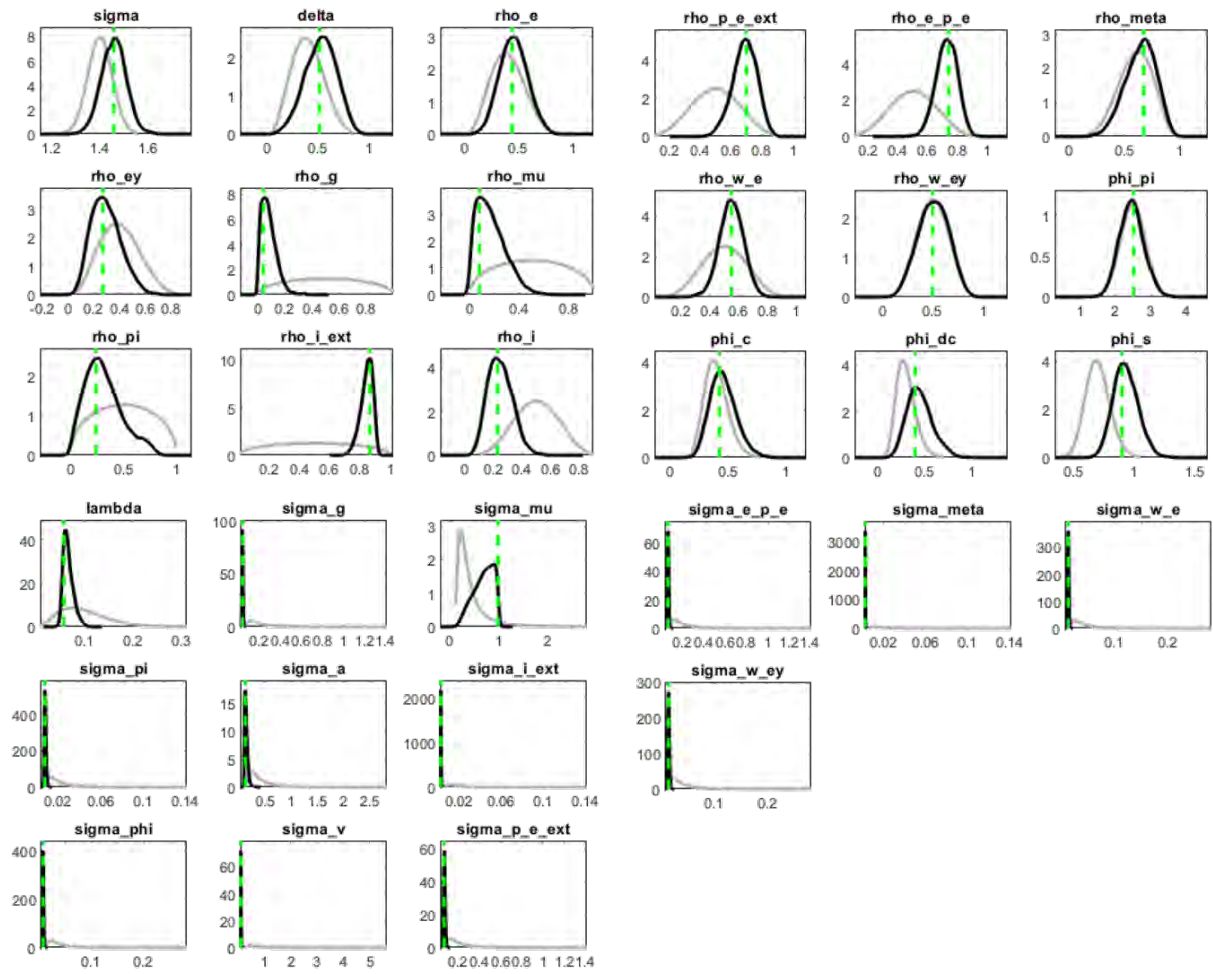 sigma delta rho_e rho_p_e_ext rho_e_p_e rho_meta
8 6 4 2 0 1.2 1.4 1.6
2 1 0 0 0.5 1
3 2 1 0 0 0.5 1
4 2 0 0.2 0.4 0.6 0.8 1
4 2 0 0.2 0.4 0.6 0.8 1
3 2 1 0 0 0.5 1
rho_ey rho_g rho_mu rho_w_e rho_w_ey phi_pi
3 2 1 0 -0.2 0 0.2 0.4 0.6 0.8
8 6 4 2 0 0 0.2 0.4 0.6 0.8 1
3 2 1 0 0 0.2 0.4 0.6 0.8
4 2 0 0.2 0.4 0.6 0.8 1
2 1 0 0 0.5 1
1 0.5 0 1 2 3 4
rho_pi rho_i_ext rho_i phi_c phi_dc phi_s
2 1 0 0 0.5 1
10 5 0 0.2 0.4 0.6 0.8 1
4 2 0 0 0.2 0.4 0.6 0.8
4 2 0 0 0.5 1
4 2 0 0 0.5 1
4 2 0 0.5 1 1.5
lambda sigma_g sigma_mu sigma_e_p_e sigma_meta sigma_w_e
40 20 0 0.1 0.2 0.3
100 50 0 0.2 0.4 0.6 0.8 1 1.2 1.4
3 2 1 0 0 1 2
60 40 20 0 0.2 0.4 0.6 0.8 1 1.2 1.4
3000 2000 1000 0 0.02 0.06 0.1 0.14
300 200 100 0 0.1 0.2
sigma_pi sigma_a sigma_i_ext sigma_w_ey
400 200 0 0.02 0.06 0.1 0.14
15 10 5 0 0.5 1 1.5 2 2.5
2000 1000 0 0.02 0.06 0.1 0.14
300 200 100 0 0.1 0.2
sigma_phi sigma_v sigma_p_e_ext
400 200 0 0.1 0.2
60 40 20 0 1 2 3 4 5
60 40 20 0 0.2 0.4 0.6 0.8 1 1.2 1.4